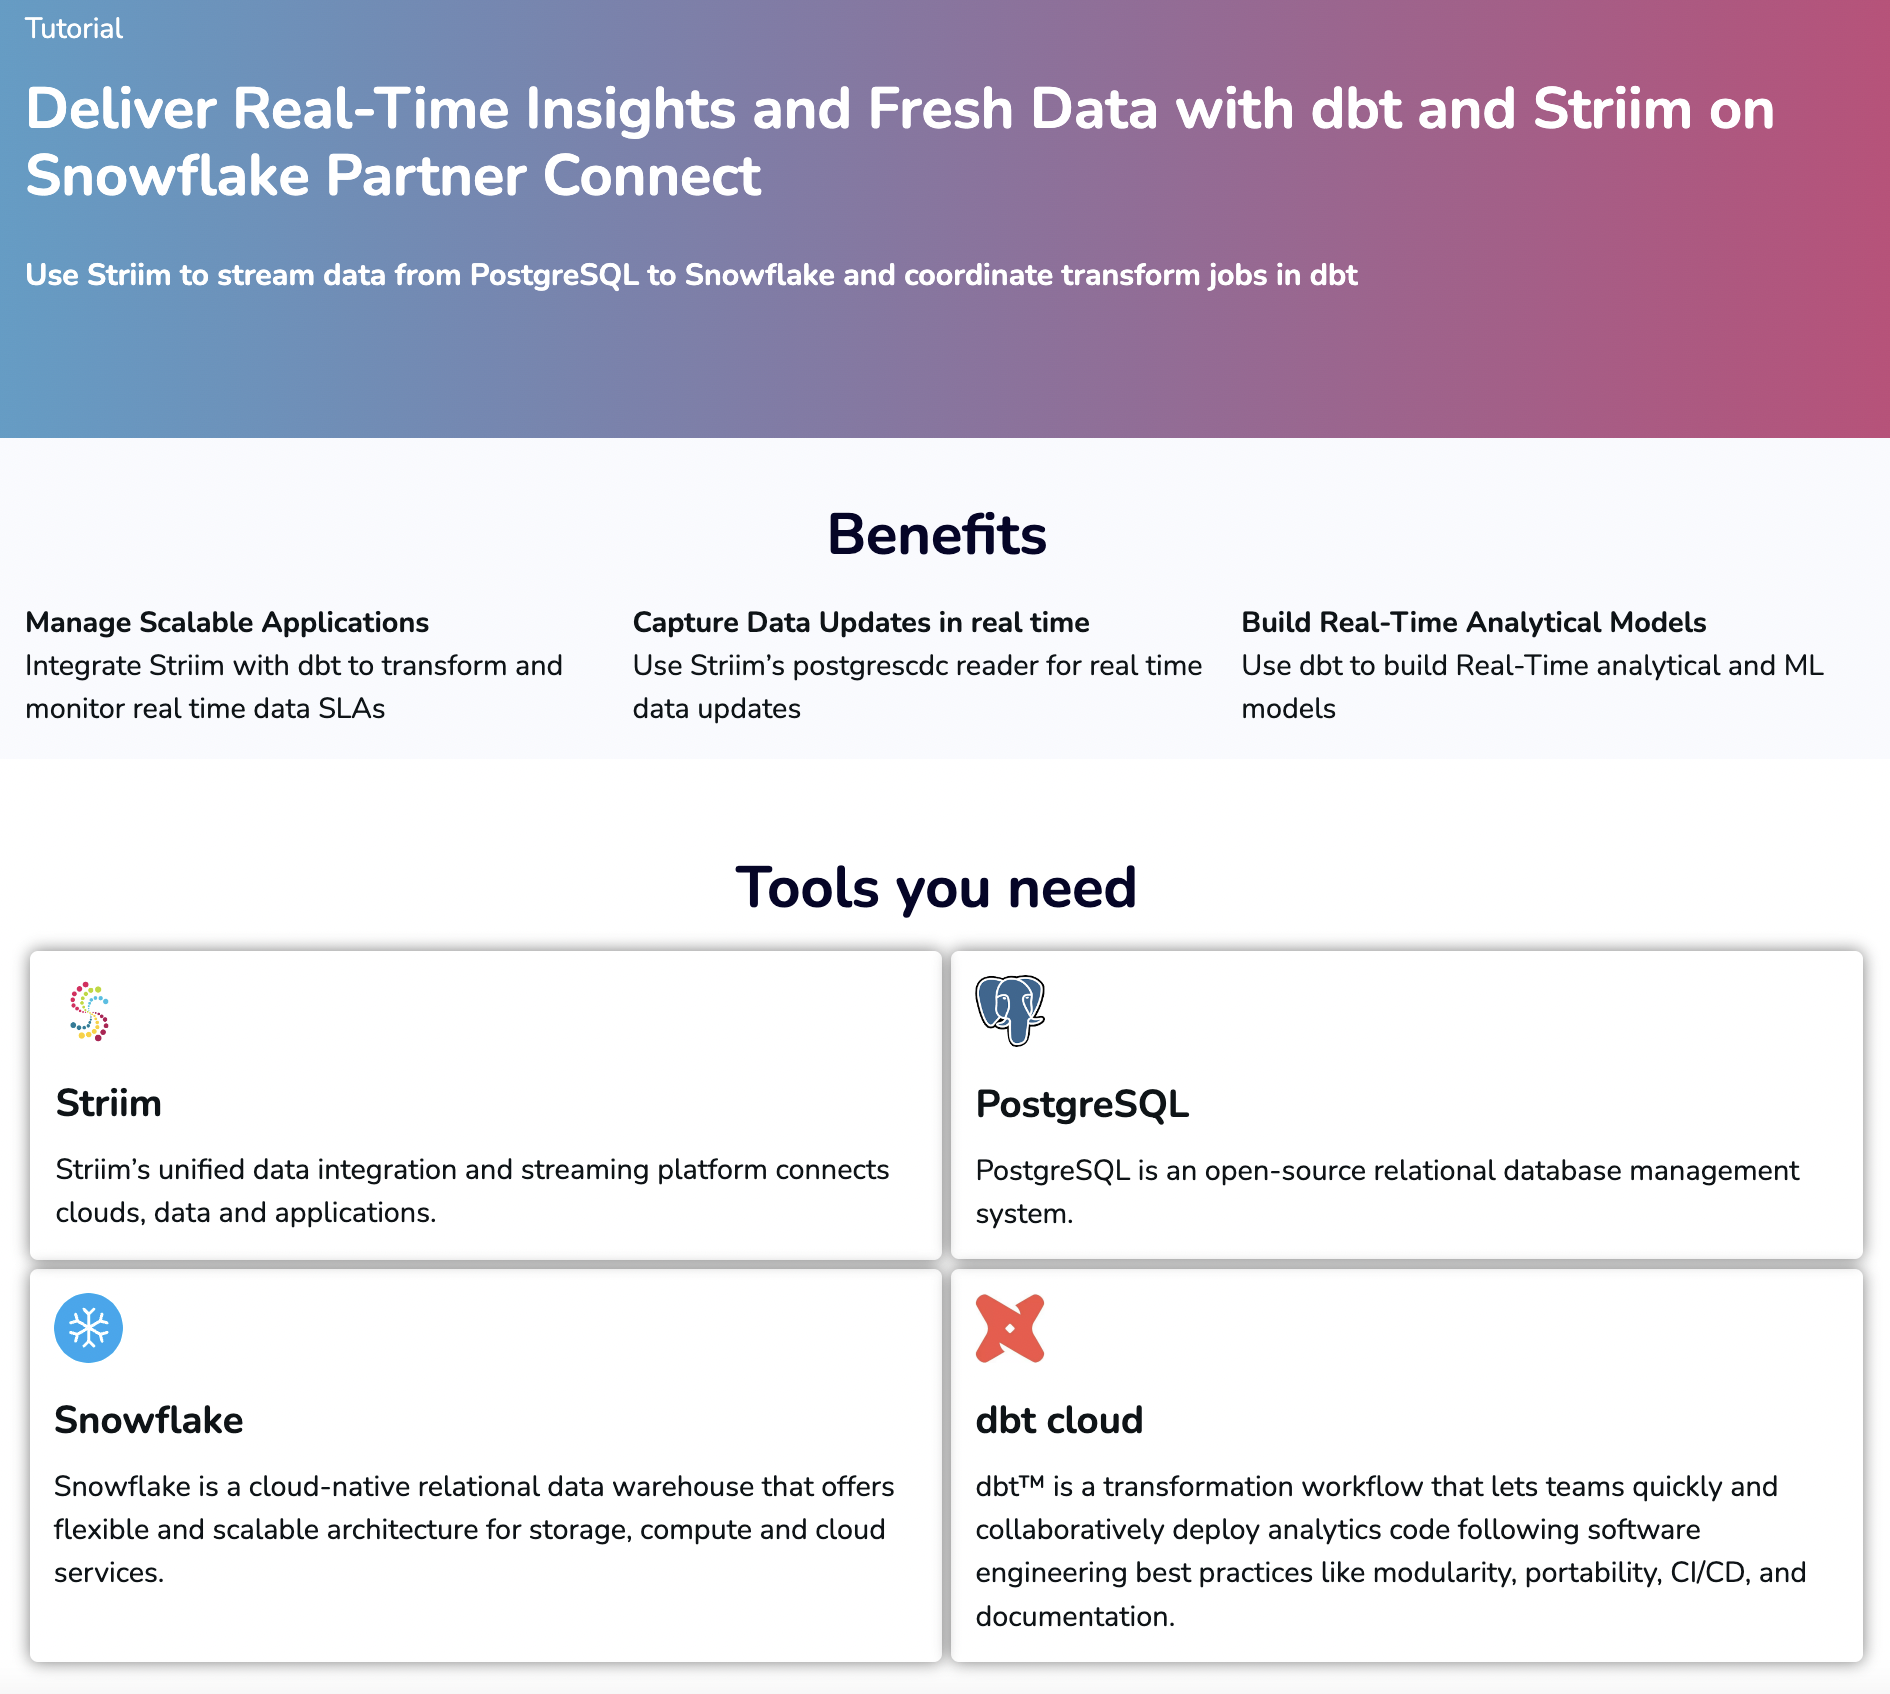 Tutorial
Deliver Real-Time Insights and Fresh Data with dbt and Striim on
Snowflake Partner Connect
Use Striim to stream data from PostgreSQL to Snowflake and coordinate transform jobs in dbt
Benefits
Manage Scalable Applications
Integrate Striim with dbt to transform and
monitor real time data SLAs
Capture Data Updates in real time
Use Striim’s postgrescdc reader for real time
data updates
Build Real-Time Analytical Models
Use dbt to build Real-Time analytical and ML
models
Tools you need
Striim
Striim’s unified data integration and streaming platform connects
clouds, data and applications.
PostgreSQL
PostgreSQL is an open-source relational database management
system.
Snowflake
Snowflake is a cloud-native relational data warehouse that offers
flexible and scalable architecture for storage, compute and cloud
services.
dbt cloud
dbt™ is a transformation workflow that lets teams quickly and
collaboratively deploy analytics code following software
engineering best practices like modularity, portability, CI/CD, and
documentation.